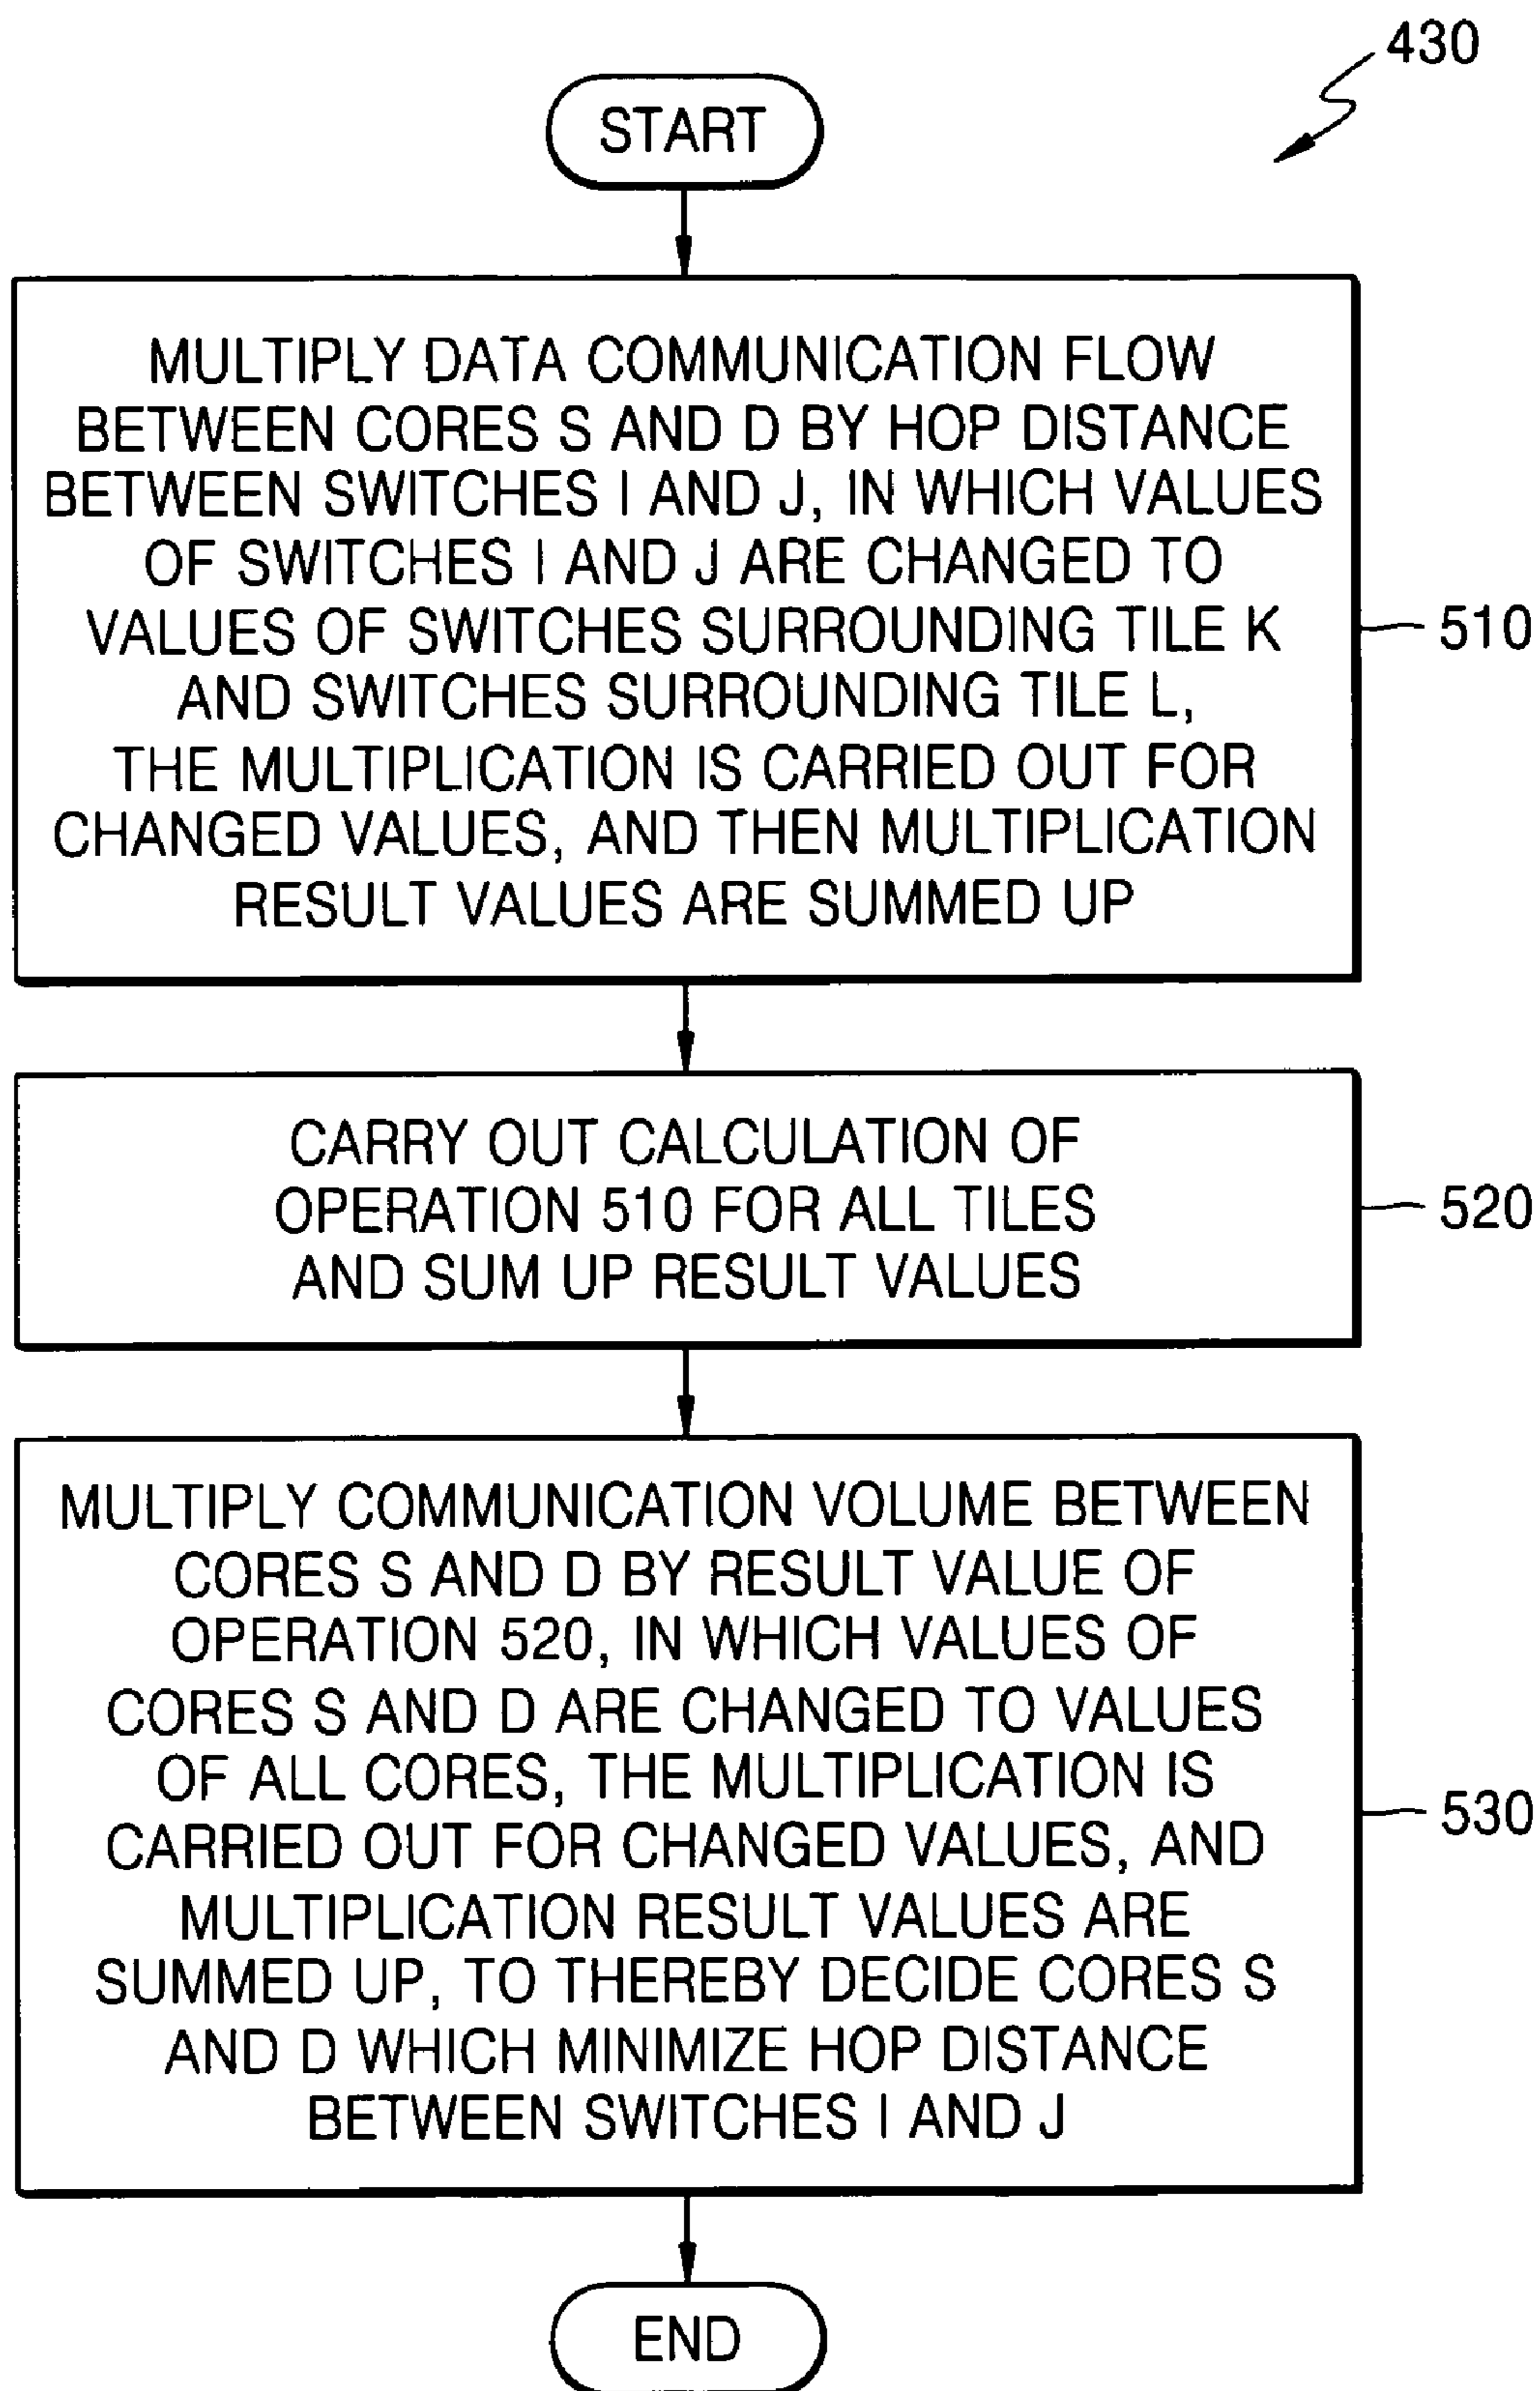 430
START
MULTIPLY DATA COMMUNICATION FLOW
BETWEEN CORES S AND D BY HOP DISTANCE
BETWEEN SWITCHES I AND J, IN WHICH VALUES
OF SWITCHES I AND J ARE CHANGED TO
VALUES OF SWITCHES SURROUNDING TILE K
AND SWITCHES SURROUNDING TILE L,
THE MULTIPLICATION IS CARRIED OUT FOR
CHANGED VALUES, AND THEN MULTIPLICATION
RESULT VALUES ARE SUMMED UP
510
CARRY OUT CALCULATION OF
OPERATION 510 FOR ALL TILES
AND SUM UP RESULT VALUES
520
MULTIPLY COMMUNICATION VOLUME BETWEEN
CORES S AND D BY RESULT VALUE OF
OPERATION 520, IN WHICH VALUES OF
CORES S AND D ARE CHANGED TO VALUES
OF ALL CORES, THE MULTIPLICATION IS
CARRIED OUT FOR CHANGED VALUES, AND
MULTIPLICATION RESULT VALUES ARE
SUMMED UP, TO THEREBY DECIDE CORES S
AND D WHICH MINIMIZE HOP DISTANCE
BETWEEN SWITCHES I AND J
530
END